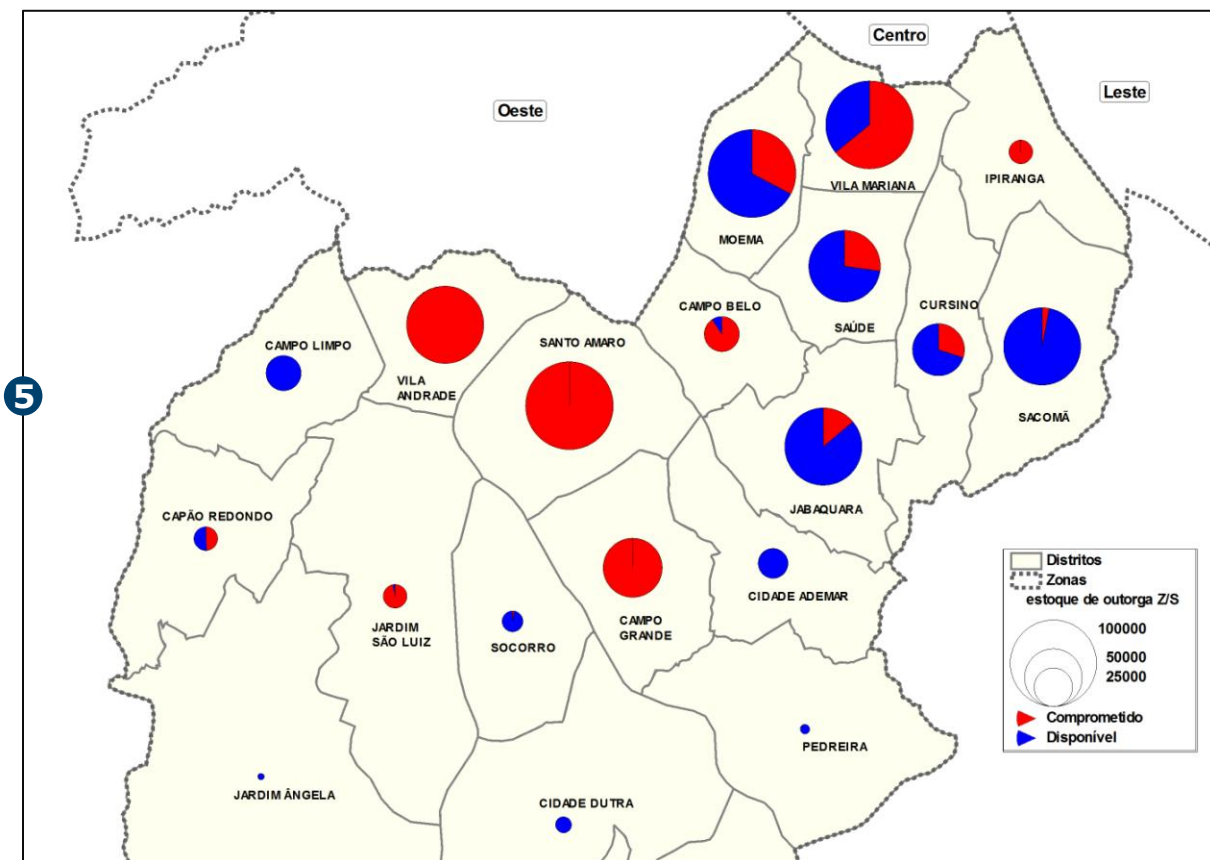 Centro
Leste
Oeste
IPIRANGA
VILA MARIANA
MOEMA
CAMPO BELO
CURSINO
SAÚDE
SANTO AMARO
CAMPO LIMPO
VILA
ANDRADE
5
SACOMÃ
JABAQUARA
CAPÃO REDONDO
CIDADE ADEMAR
JARDIM
SÃO LUIZ
SOCORRO
CAMPO
GRANDE
PEDREIRA
JARDIM ÂNGELA
CIDADE DUTRA
Distritos
Zonas
estoque de outorga Z/S
100000
50000
25000
Comprometido
Disponível